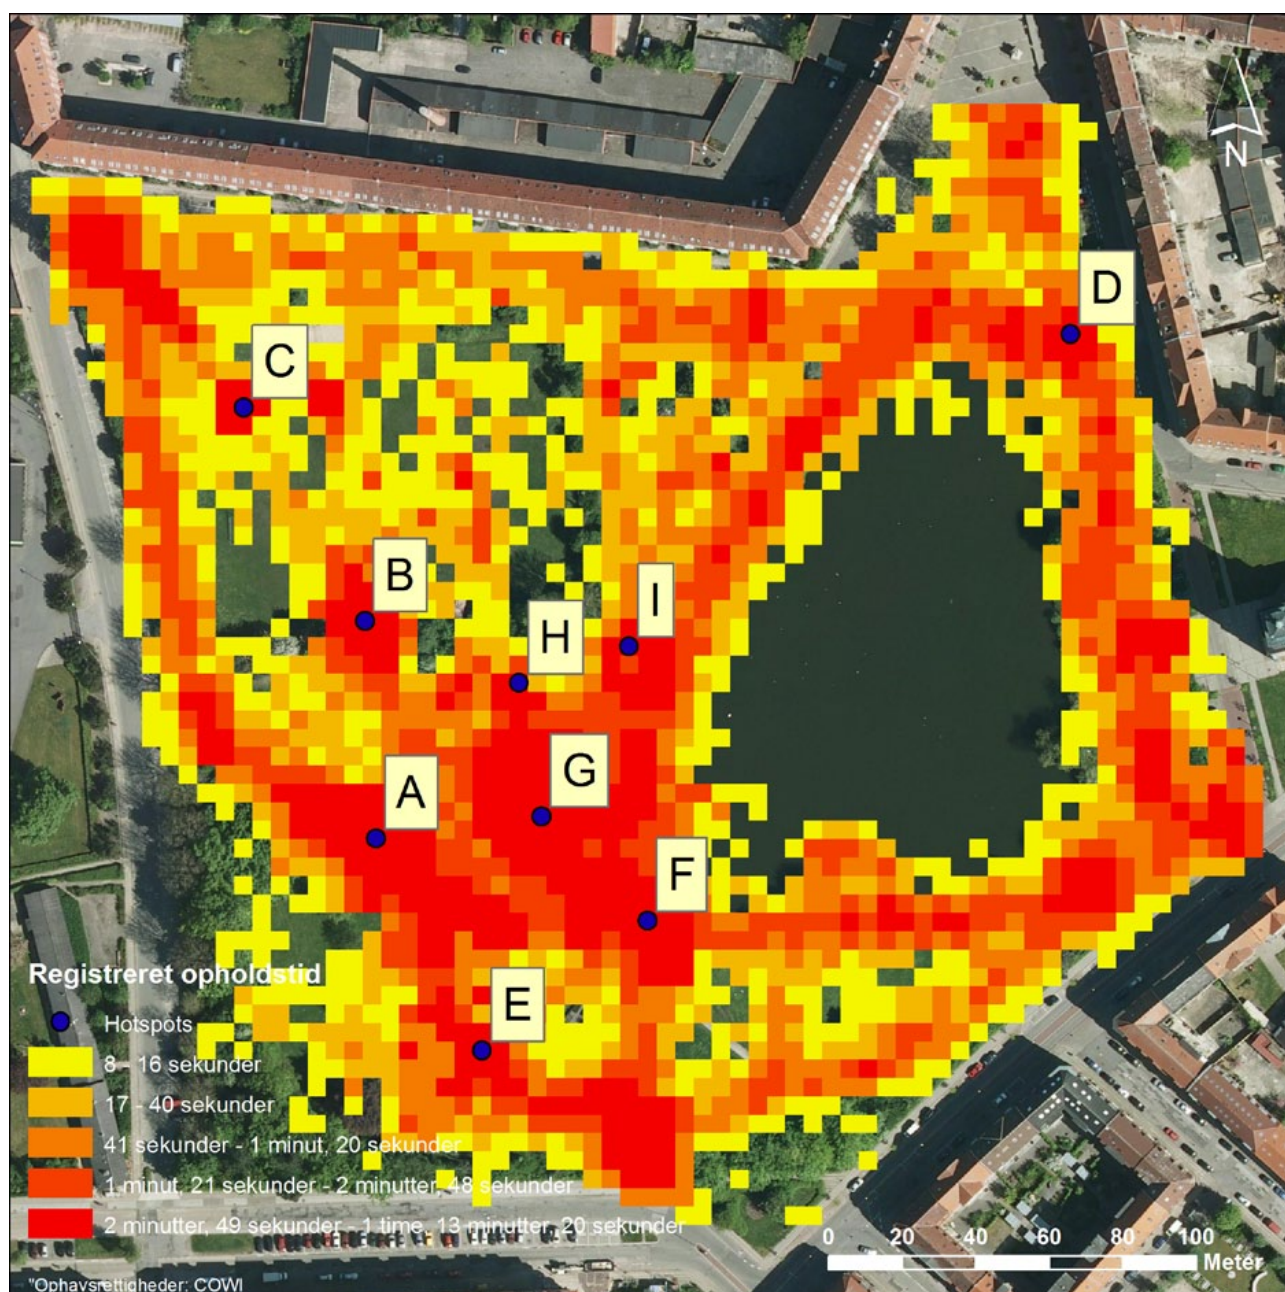 N
D
C
B
I
H
G
A
F
E
Registreret opholdstid
Hotspots
8 - 16 sekunder
17 - 40 sekunder
41 sekunder - 1 minut, 20 sekunder
1 minut, 21 sekunder - 2 minutter, 48 sekunder
2 minutter, 49 sekunder - 1 time, 13 minutter, 20 sekunder
0 20 40 60 80 100
Meter
"Ophavsrettigheder: COWI